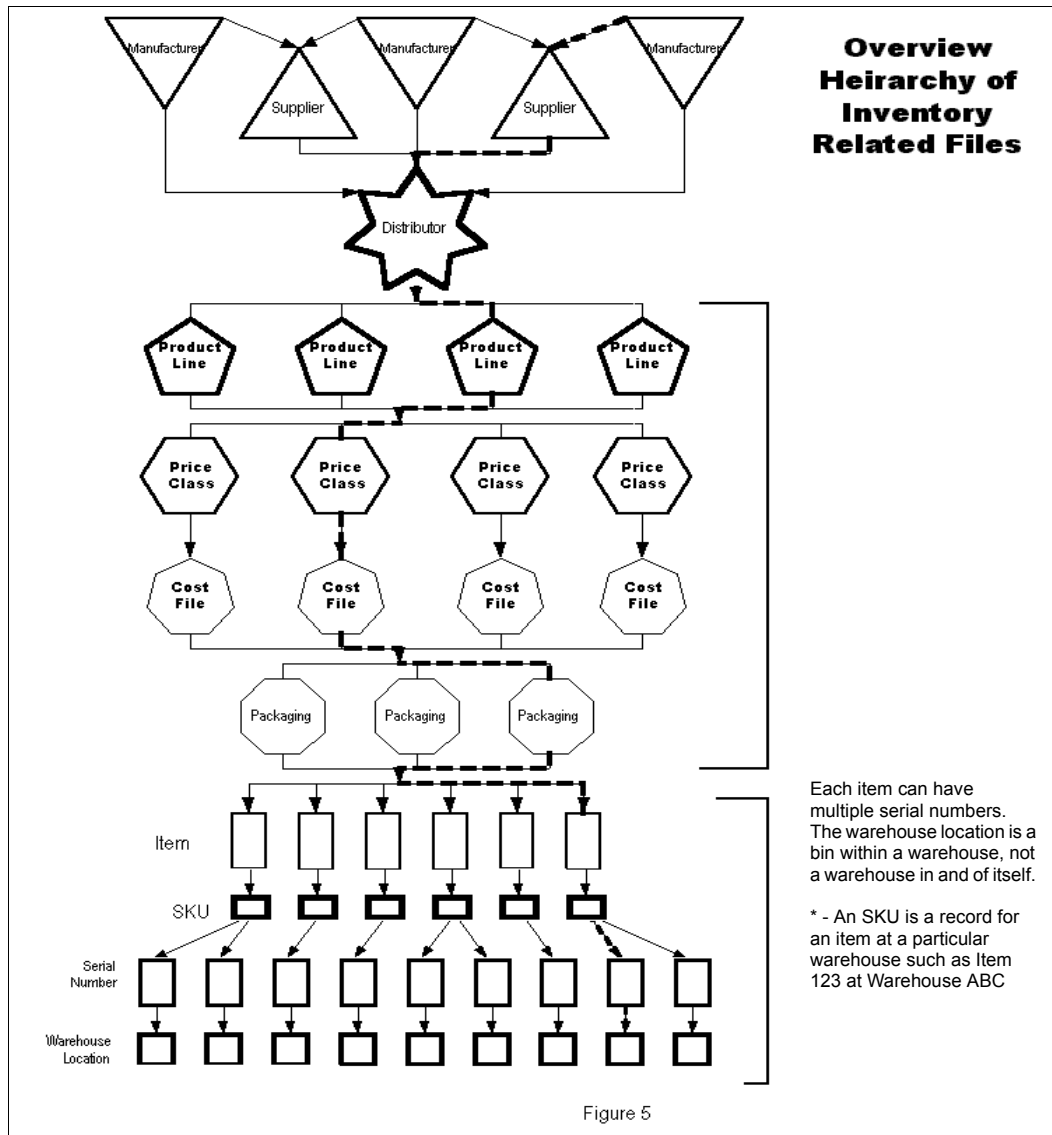 Manufacturer
Manufacturer
Manufacturer
Overview
Heirarchy of
Inventory
Related Files
Supplier
Supplier
Distributor
Product
Line
Product
Line
Product
Line
Product
Line
Price
Class
Price
Class
Price
Class
Price
Class
Cost
File
Cost
File
Cost
File
Cost
File
Packaging
Packaging
Packaging
Item
SKU
Serial
Number
Warehouse
Location
Each item can have
multiple serial numbers.
The warehouse location is a
bin within a warehouse, not
a warehouse in and of itself.
* - An SKU is a record for
an item at a particular
warehouse such as Item
123 at Warehouse ABC
Figure 5